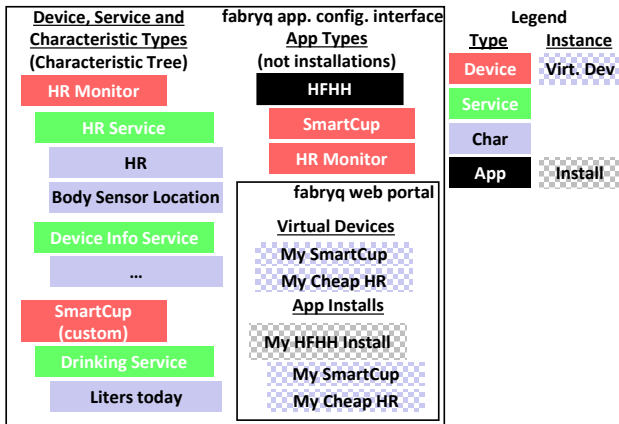 Device, Service and
Characteristic Types
(Characteristic Tree)
HR Monitor
HR Service
HR
Body Sensor Location
Device Info Service
...
SmartCup
(custom)
Drinking Service
Liters today
fabryq app. config. interface
App Types
(not installations)
HFHH
SmartCup
HR Monitor
fabryq web portal
Virtual Devices
My SmartCup
My Cheap HR
App Installs
My HFHH Install
My SmartCup
My Cheap HR
Legend
Type Instance
Device Virt. Dev
Service
Char
App Install